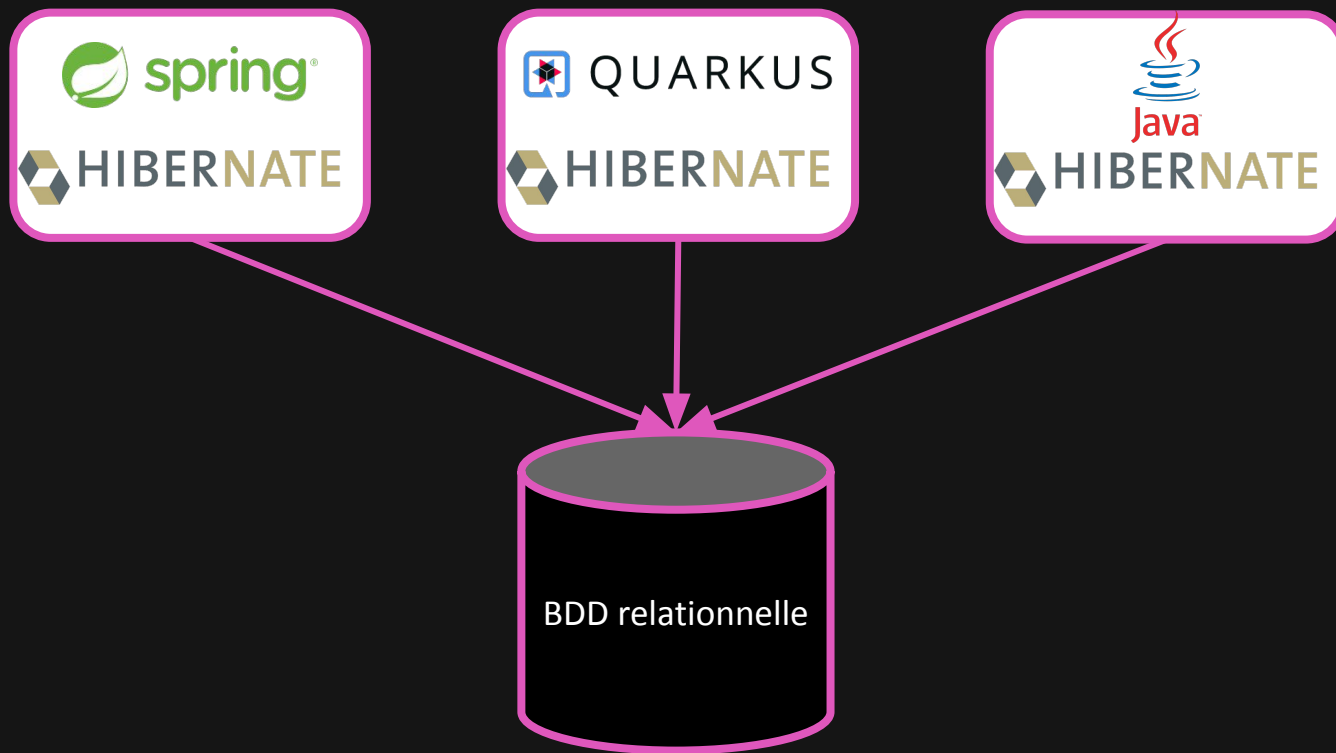 spring
HIBERNATE
QUARKUS
HIBERNATE
Java
HIBERNATE
BDD relationnelle